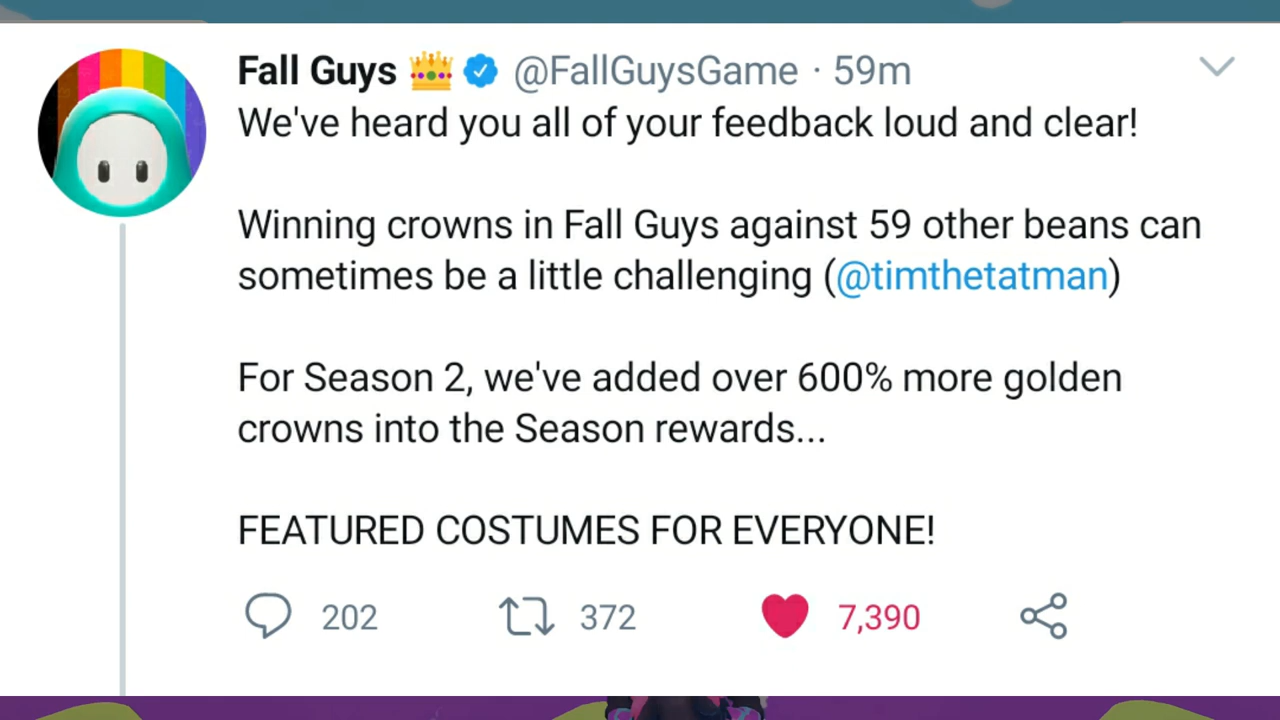 Fall Guys 👑 @FallGuysGame · 59m
We've heard you all of your feedback loud and clear!
Winning crowns in Fall Guys against 59 other beans can
sometimes be a little challenging (@timthetatman)
For Season 2, we've added over 600% more golden
crowns into the Season rewards...
FEATURED COSTUMES FOR EVERYONE!
202 372 7,390